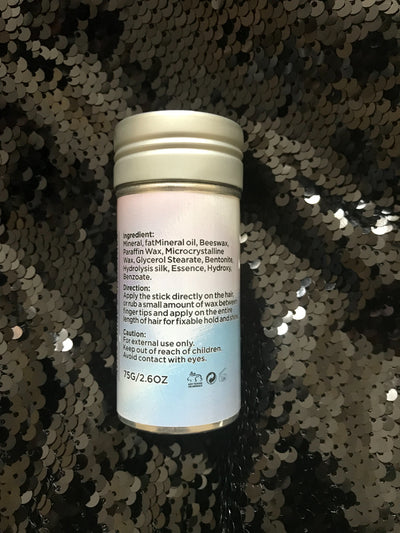 Ingredient:
Mineral, fatMineral oil, Beeswax,
Paraffin Wax, Microcrystalline
Wax, Glycerol Stearate, Bentonite,
Hydrolysis silk, Essence, Hydroxy,
Benzoate.
Direction:
Apply the stick directly on the hair
or rub a small amount of wax between
finger tips and apply on the entire
length of hair for fixable hold and shine.
Caution:
For external use only.
Keep out of reach of children.
Avoid contact with eyes.
75G/2.6OZ